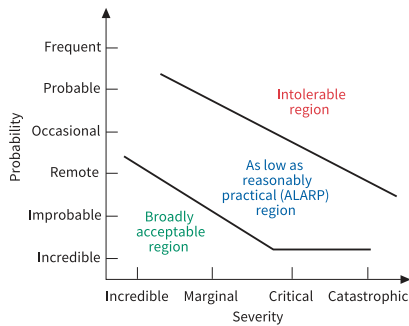 Frequent
Probable
Occasional
Remote
Improbable
Incredible
Probability
Intolerable
region
As low as
reasonably
practical (ALARP)
region
Broadly
acceptable
region
Incredible
Marginal
Critical
Catastrophic
Severity